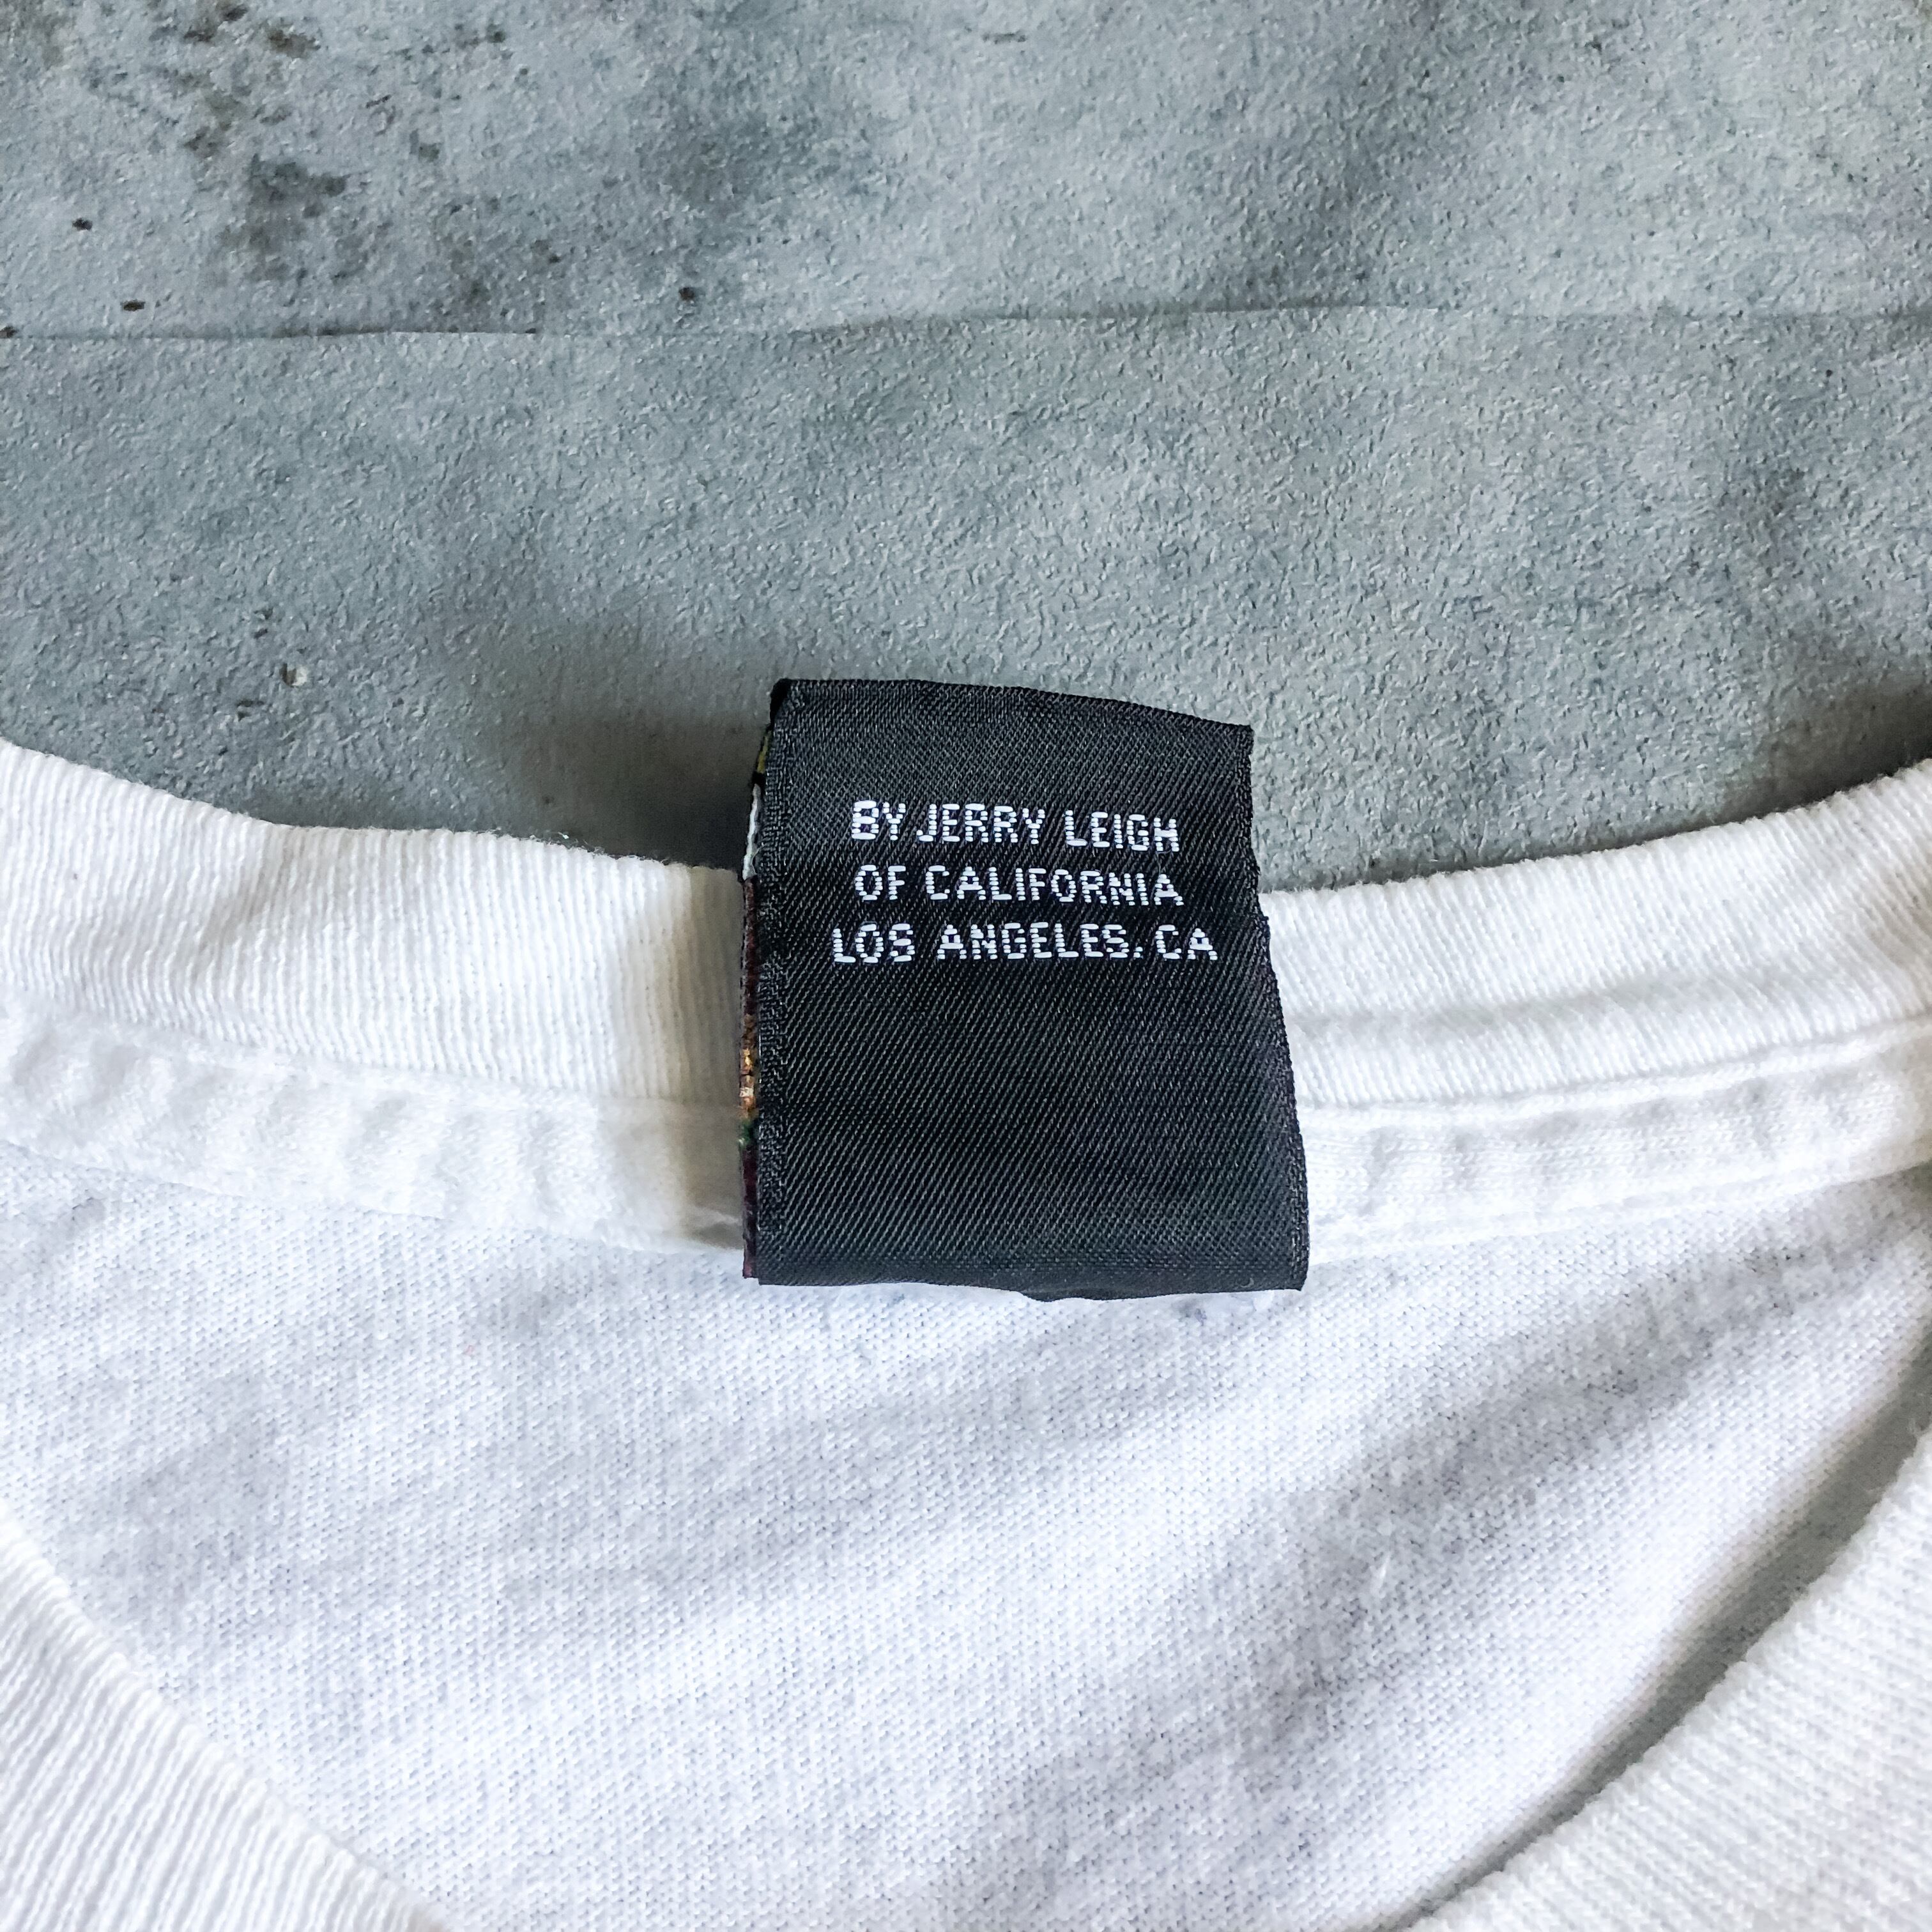 BY JERRY LEIGH
OF CALIFORNIA
LOS ANGELES, CA